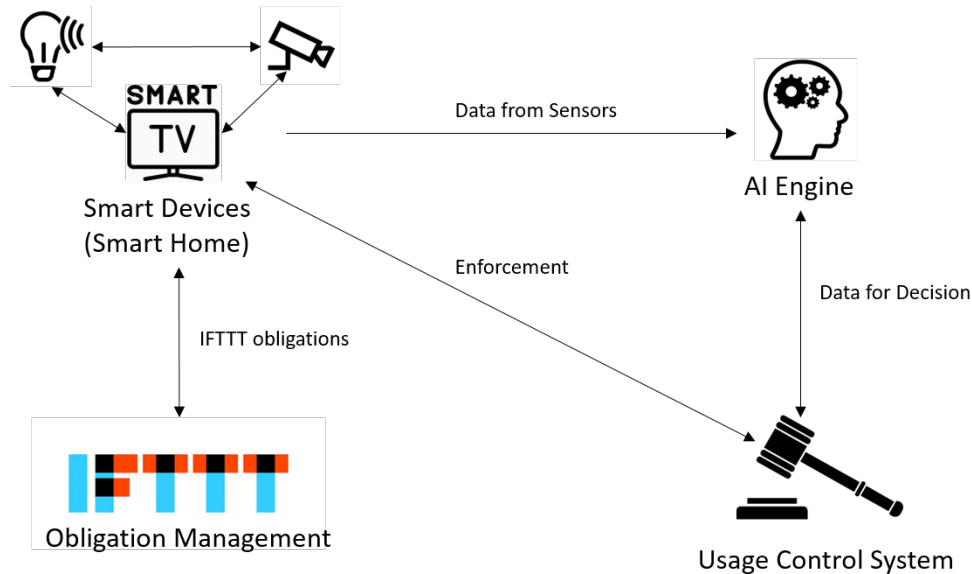 SMART
TV
Data from Sensors
AI Engine
Smart Devices
(Smart Home)
Enforcement
Data for Decision
IFTTT obligations
IFTTT
Obligation Management
Usage Control System